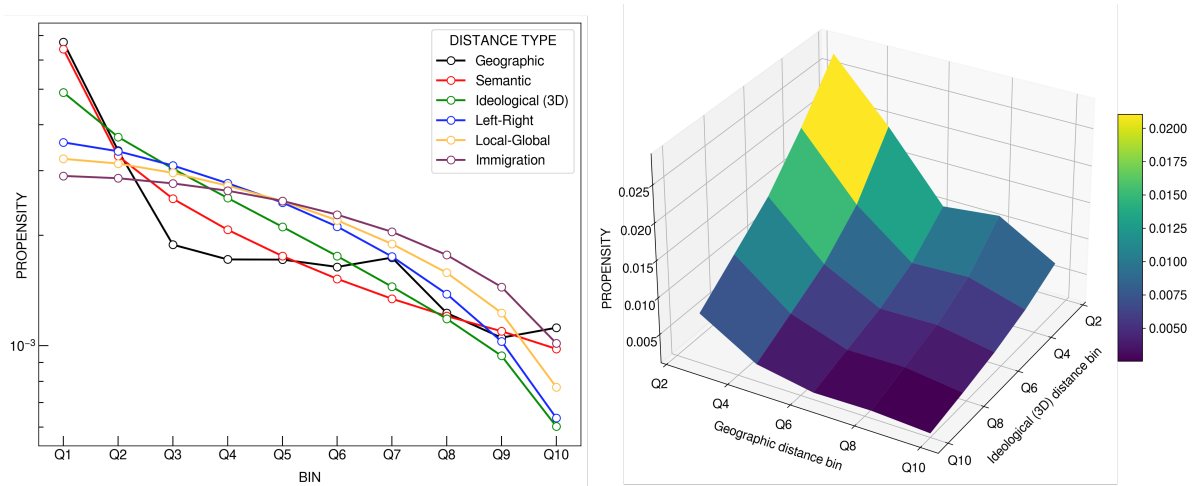 DISTANCE TYPE
Geographic
Semantic
Ideological (3D)
Left-Right
Local-Global
Immigration
PROPENSITY
10⁻³
Q1 Q2 Q3 Q4 Q5 Q6 Q7 Q8 Q9 Q10
BIN
0.025
0.020
0.015
0.010
0.005
PROPENSITY
Q2
Q4
Q6
Q8
Q10
Geographic distance bin
Q2
Q4
Q6
Q8
Q10
Ideological (3D) distance bin
0.0200
0.0175
0.0150
0.0125
0.0100
0.0075
0.0050